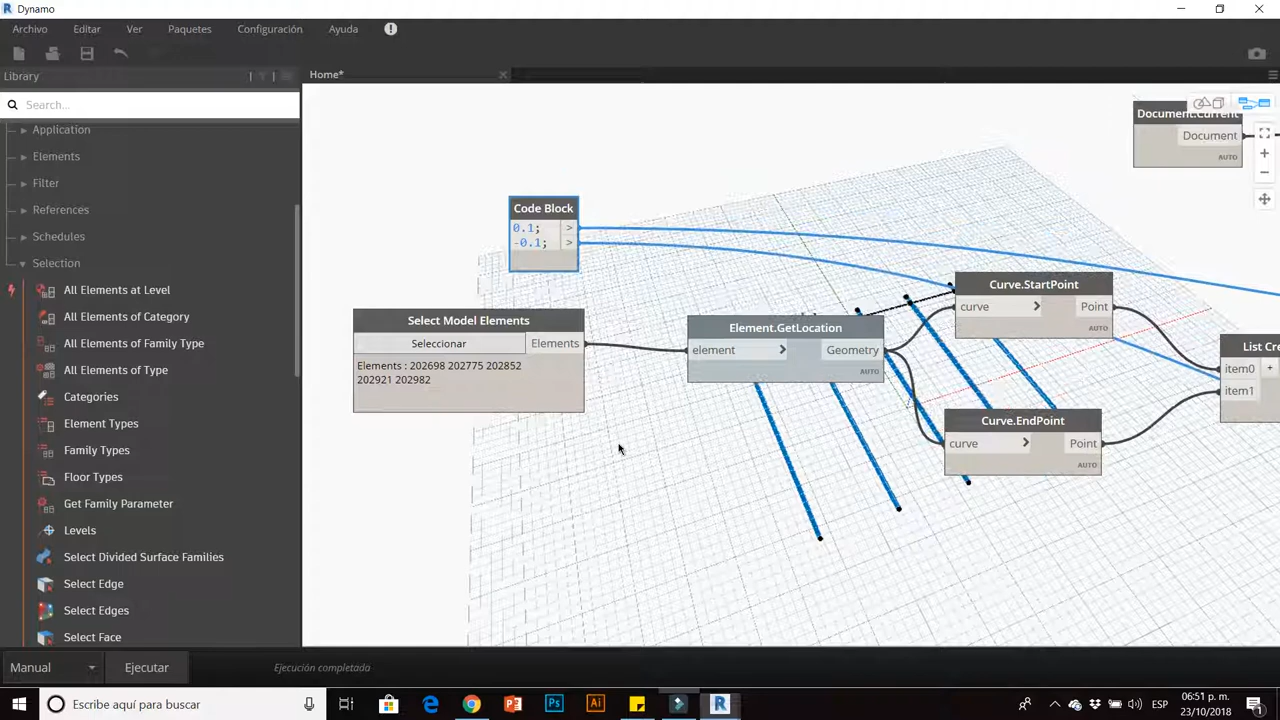 Dynamo
Archivo Editar Ver Paquetes Configuración Ayuda
Library
Home*
Search...
Application
Elements
Filter
References
Schedules
Selection
All Elements at Level
All Elements of Category
All Elements of Family Type
All Elements of Type
Categories
Element Types
Family Types
Floor Types
Get Family Parameter
Levels
Select Divided Surface Families
Select Edge
Select Edges
Select Face
Code Block
0.1; >
-0.1; >
Select Model Elements
Seleccionar Elements
Elements : 202698 202775 202852
202921 202982
Element.GetLocation
element > Geometry
AUTO
Curve.StartPoint
curve > Point
AUTO
Curve.EndPoint
curve > Point
AUTO
Document.Current
Document
AUTO
List Cre
item0 +
item1
Manual Ejecutar Ejecución completada
Escribe aquí para buscar
ESP
06:51 p. m.
23/10/2018